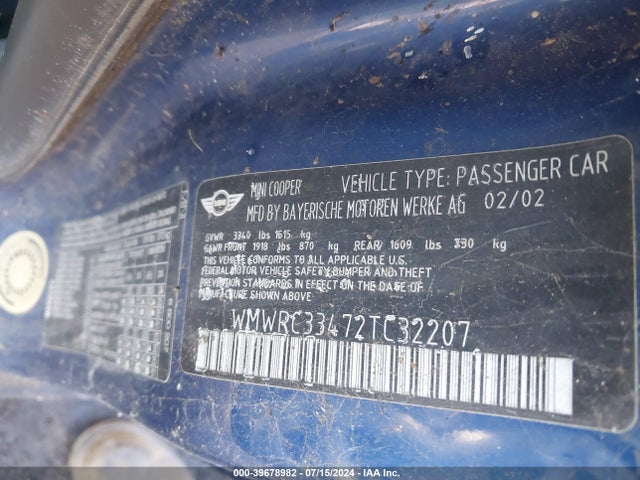 MINI COOPER VEHICLE TYPE: PASSENGER CAR
MFD BY BAYERISCHE MOTOREN WERKE AG 02/02
GVWR 3340 lbs 1615 kg
GAWR FRONT 1918 lbs 870 kg REAR 1609 lbs kg
THIS VEHICLE CONFORMS TO ALL APPLICABLE U.S.
FEDERAL MOTOR VEHICLE SAFETY, BUMPER AND THEFT
PREVENTION STANDARDS IN EFFECT ON THE DATE OF
MANUFACTURE SHOWN ABOVE
WMWRC33472TC32207
000-39678982 - 07/15/2024 - IAA Inc.